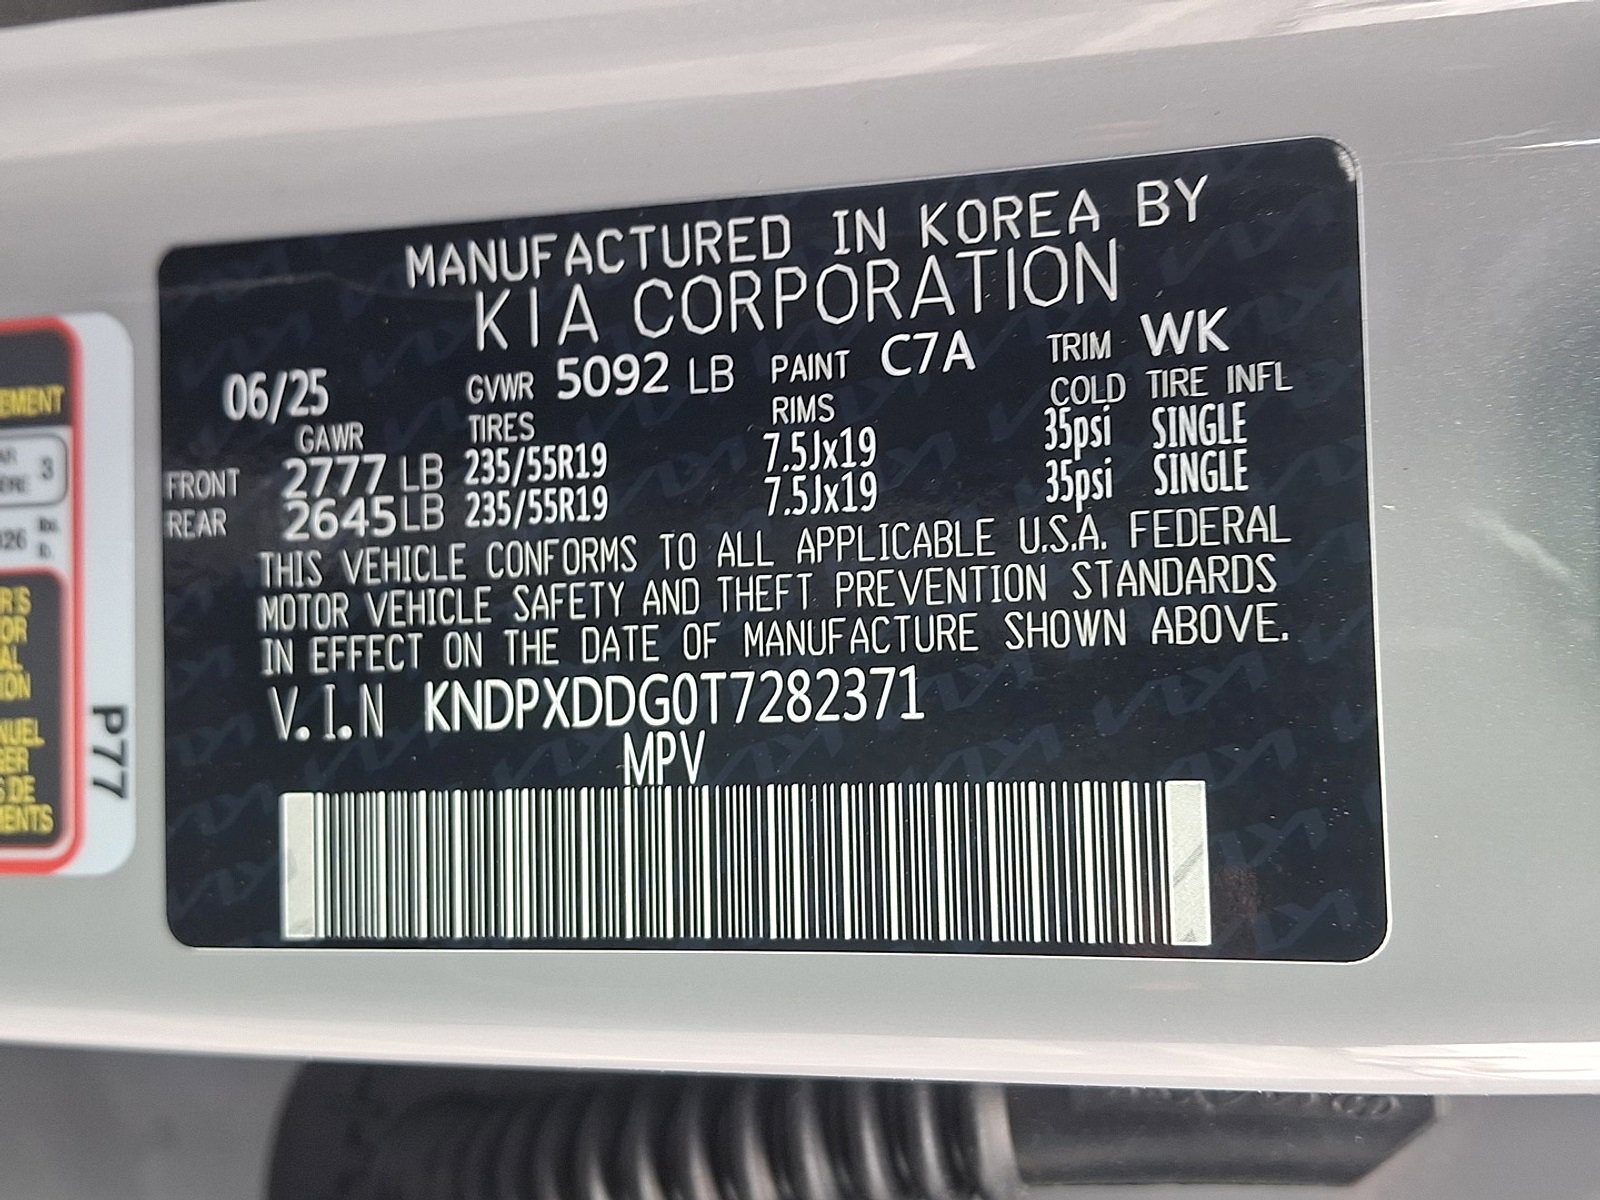 MANUFACTURED IN KOREA BY
KIA CORPORATION
06/25 GVWR 5092 LB PAINT C7A TRIM WK
GAWR TIRES RIMS COLD TIRE INFL
FRONT 2777 LB 235/55R19 7.5Jx19 35psi SINGLE
REAR 2645 LB 235/55R19 7.5Jx19 35psi SINGLE
THIS VEHICLE CONFORMS TO ALL APPLICABLE U.S.A. FEDERAL
MOTOR VEHICLE SAFETY AND THEFT PREVENTION STANDARDS
IN EFFECT ON THE DATE OF MANUFACTURE SHOWN ABOVE.
V.I.N KNDPXDDG0T7282371
MPV
3
lbs.
P77